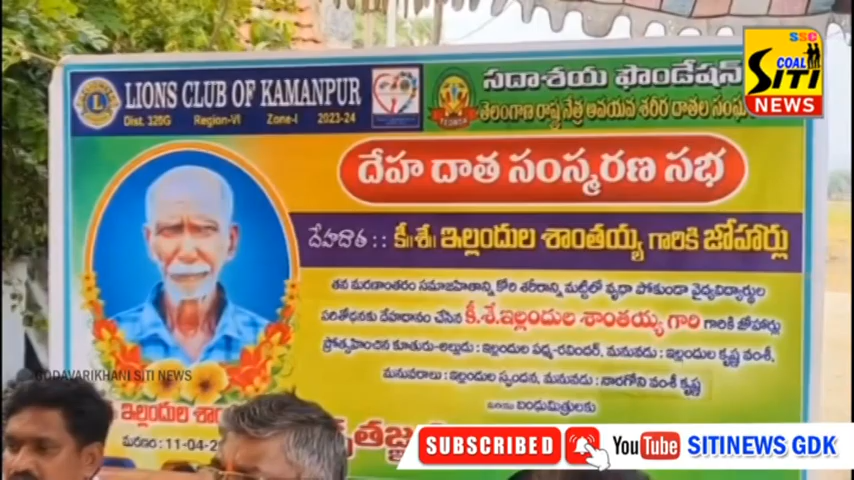 SSC
COAL
SiTi
NEWS
LIONS CLUB OF KAMANPUR
Dist. 320G Region-VI Zone-I 2023-24
సదాశయ ఫౌండేషన్
తెలంగాణ రాష్ట్ర నేత్ర అవయవ శరీర దాతల సంఘం
దేహ దాత సంస్మరణ సభ
దేహదాత :: కీ॥శే॥ ఇల్లందుల శాంతయ్య గారికి జోహార్లు
తన మరణాంతరం సమాజహితాన్ని కోరి శరీరాన్ని మట్టిలో వృధా పోకుండా వైద్యవిద్యార్థుల
పరిశోధనకు దేహదానం చేసిన కీ.శే.ఇల్లందుల శాంతయ్య గారి గారికి జోహార్లు
ప్రోత్సహించిన కూతురు-అల్లుడు : ఇల్లందుల పద్మ-రవిందర్, మనుమడు : ఇల్లందుల కృష్ణ వంశీ,
మనుమరాలు : ఇల్లందుల స్పందన, మనుమడు : నారగోని వంశీ కృష్ణ
మరియు బంధుమిత్రులకు
GODAVARIKHANI SITI NEWS
ఇల్లందుల
మరణం : 11-04-
SUBSCRIBED YouTube SITINEWS GDK